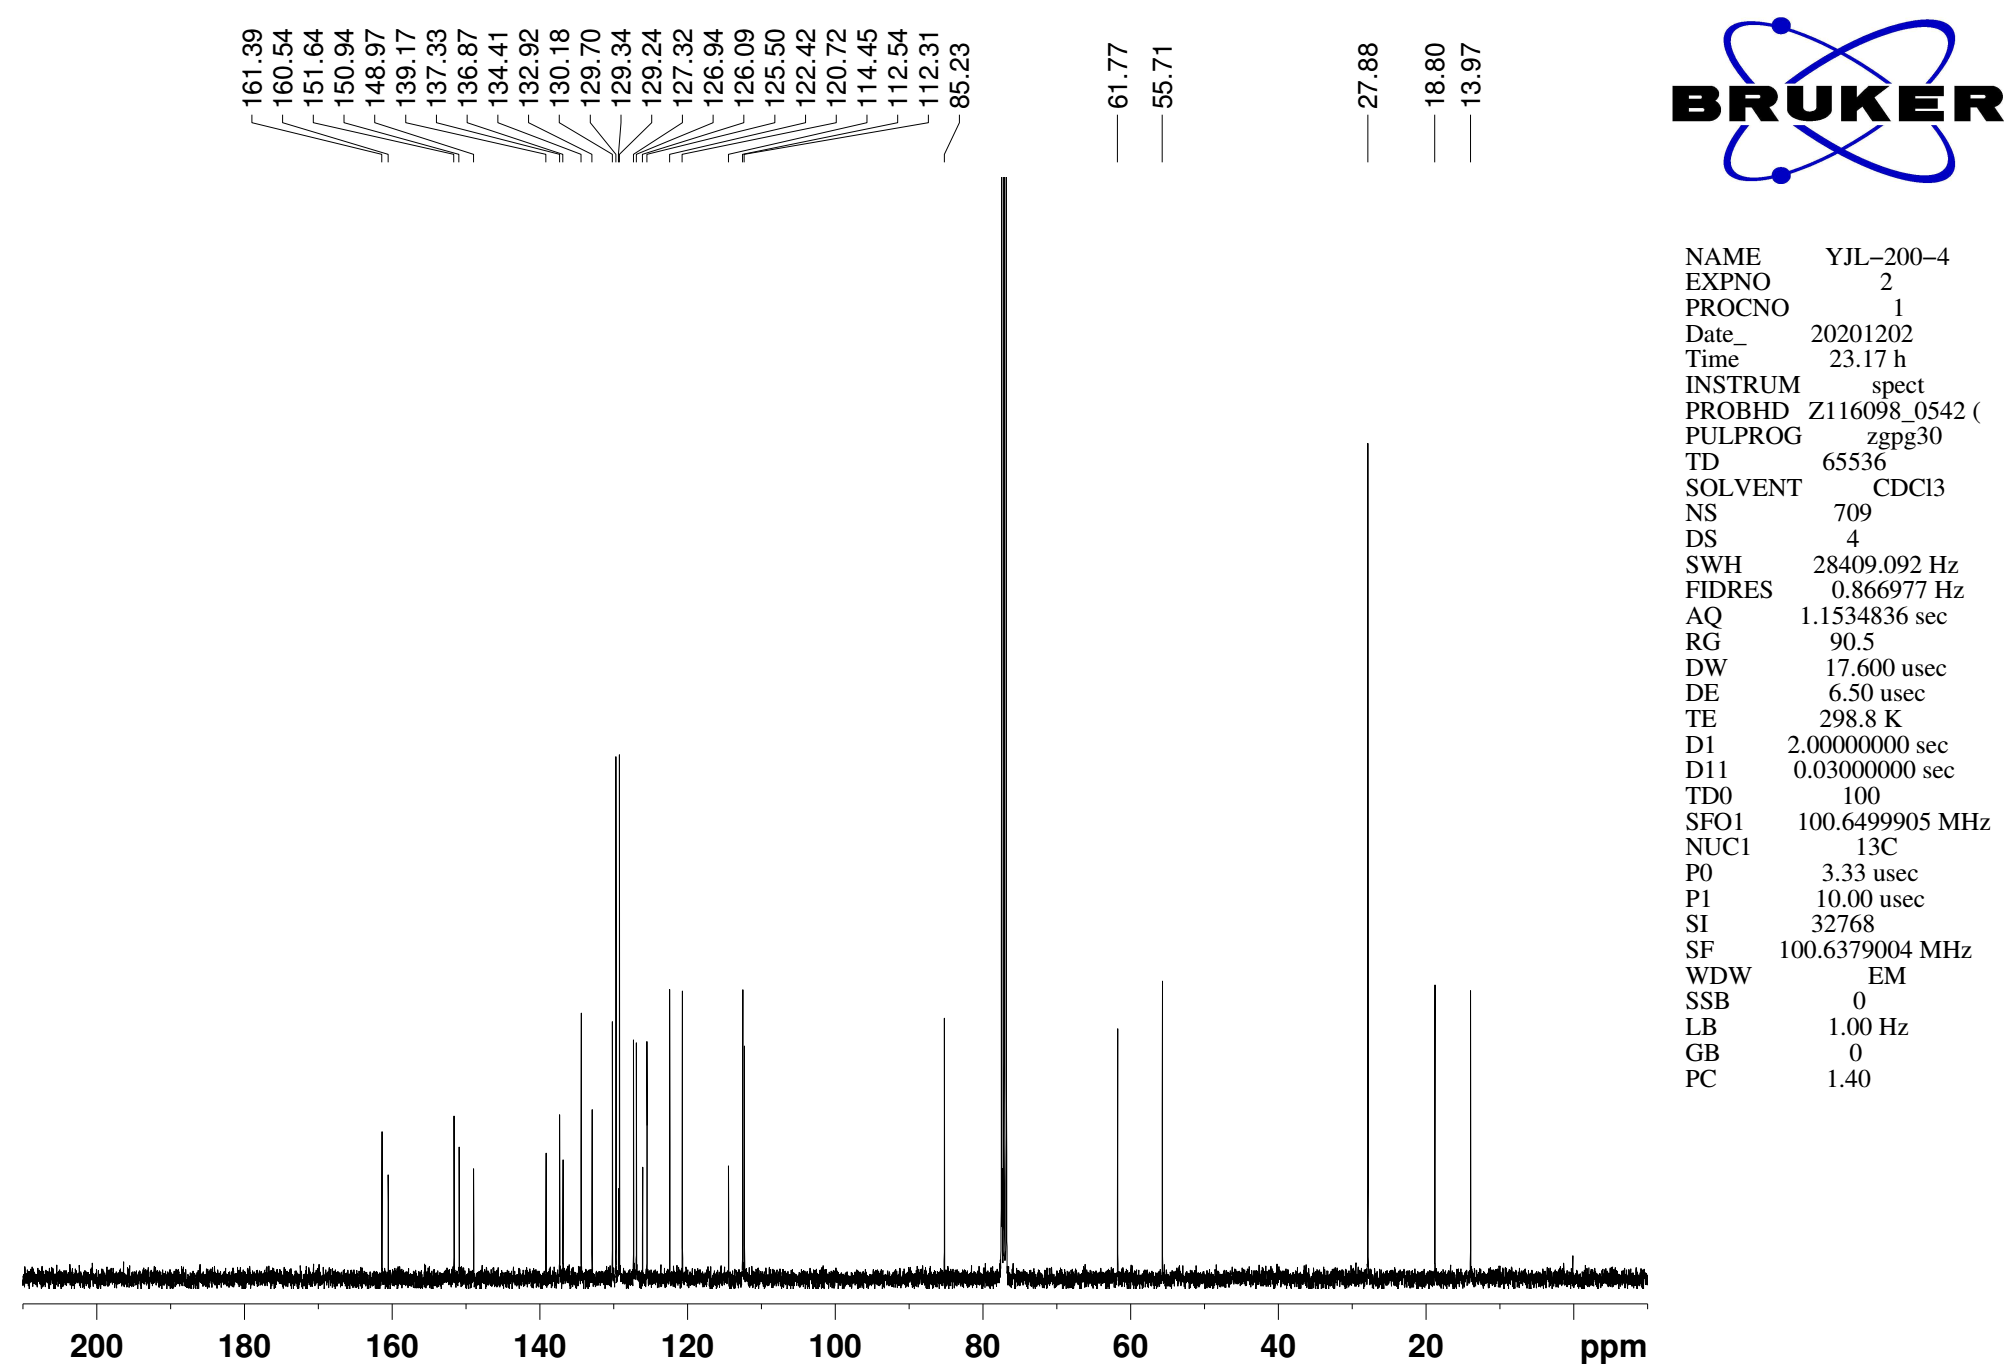 161.39
160.54
151.64
150.94
148.97
139.17
137.33
136.87
134.41
132.92
130.18
129.70
129.34
129.24
127.32
126.94
126.09
125.50
122.42
120.72
114.45
112.54
112.31
85.23
61.77
55.71
27.88
18.80
13.97
BRUKER
NAME YJL−200−4
EXPNO 2
PROCNO 1
Date_ 20201202
Time 23.17 h
INSTRUM spect
PROBHD Z116098_0542 (
PULPROG zgpg30
TD 65536
SOLVENT CDCl3
NS 709
DS 4
SWH 28409.092 Hz
FIDRES 0.866977 Hz
AQ 1.1534836 sec
RG 90.5
DW 17.600 usec
DE 6.50 usec
TE 298.8 K
D1 2.00000000 sec
D11 0.03000000 sec
TD0 100
SFO1 100.6499905 MHz
NUC1 13C
P0 3.33 usec
P1 10.00 usec
SI 32768
SF 100.6379004 MHz
WDW EM
SSB 0
LB 1.00 Hz
GB 0
PC 1.40
200 180 160 140 120 100 80 60 40 20 ppm